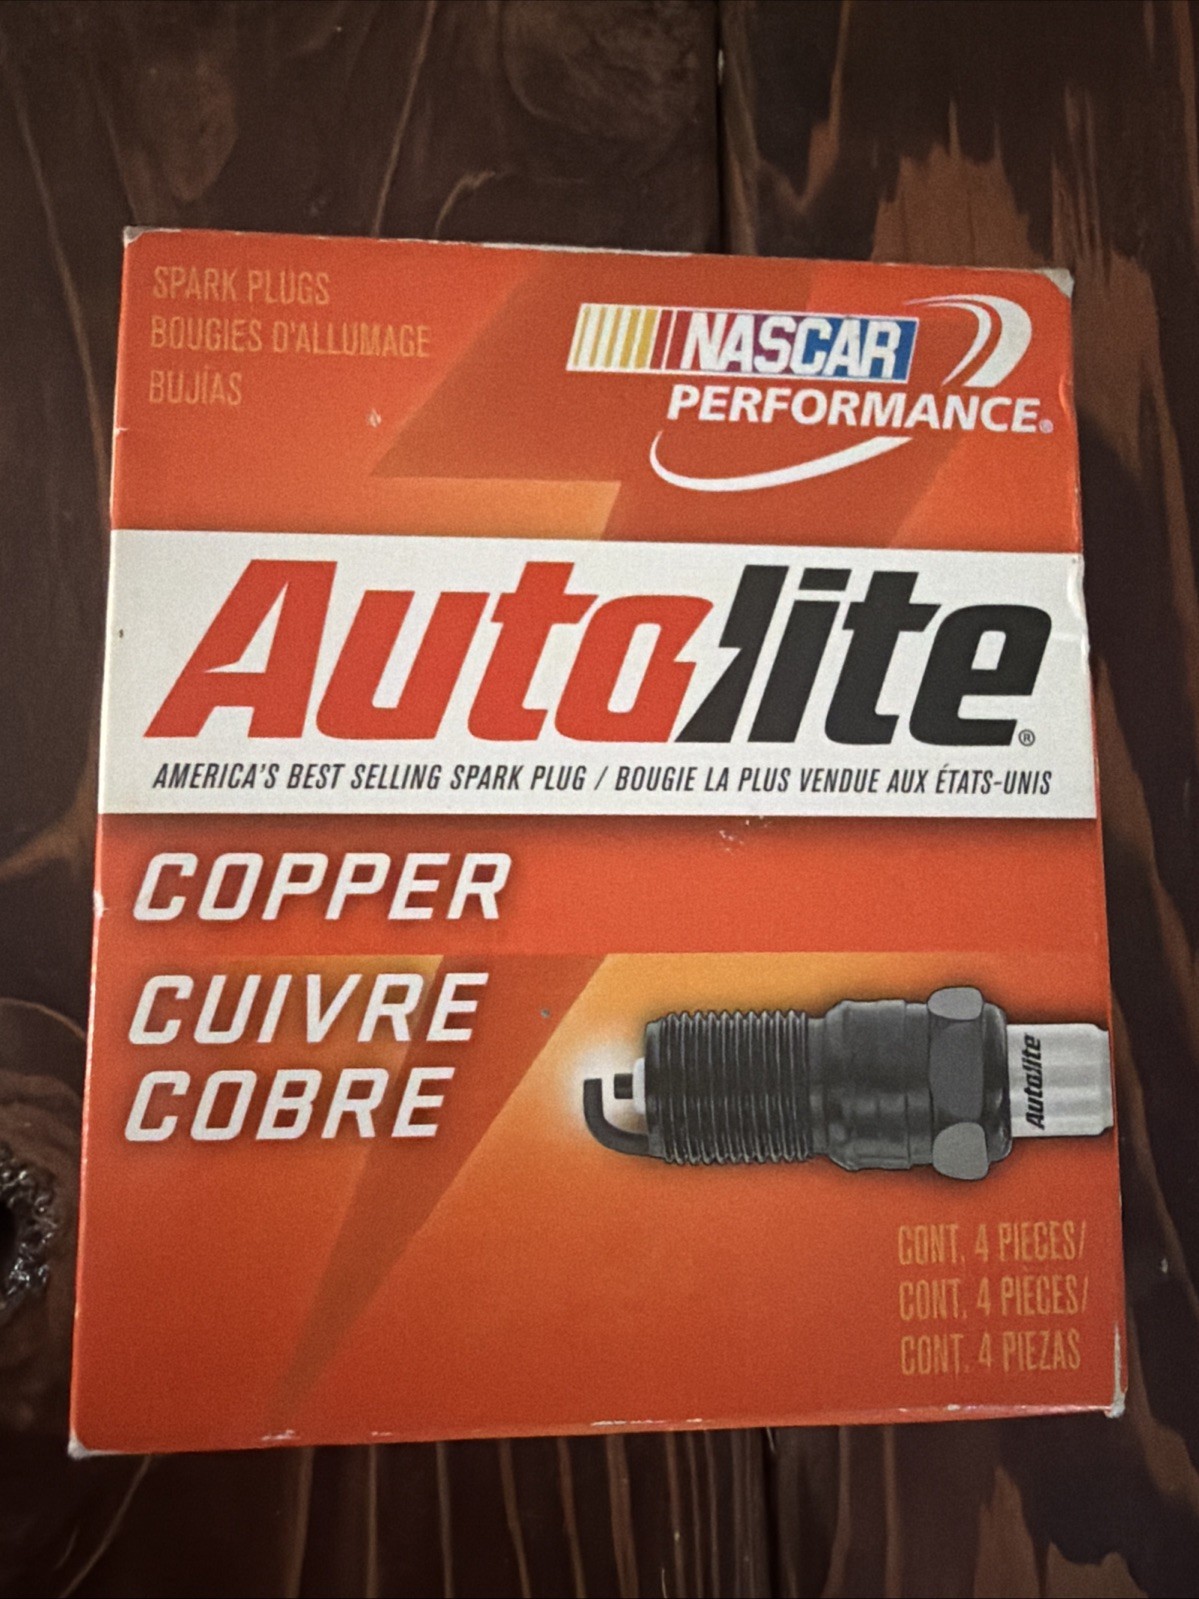 SPARK PLUGS
BOUGIES D'ALLUMAGE
BUJÍAS
NASCAR
PERFORMANCE®
Autolite®
AMERICA'S BEST SELLING SPARK PLUG / BOUGIE LA PLUS VENDUE AUX ÉTATS-UNIS
COPPER
CUIVRE
COBRE
Autolite
CONT. 4 PIECES/
CONT. 4 PIÈCES/
CONT. 4 PIEZAS